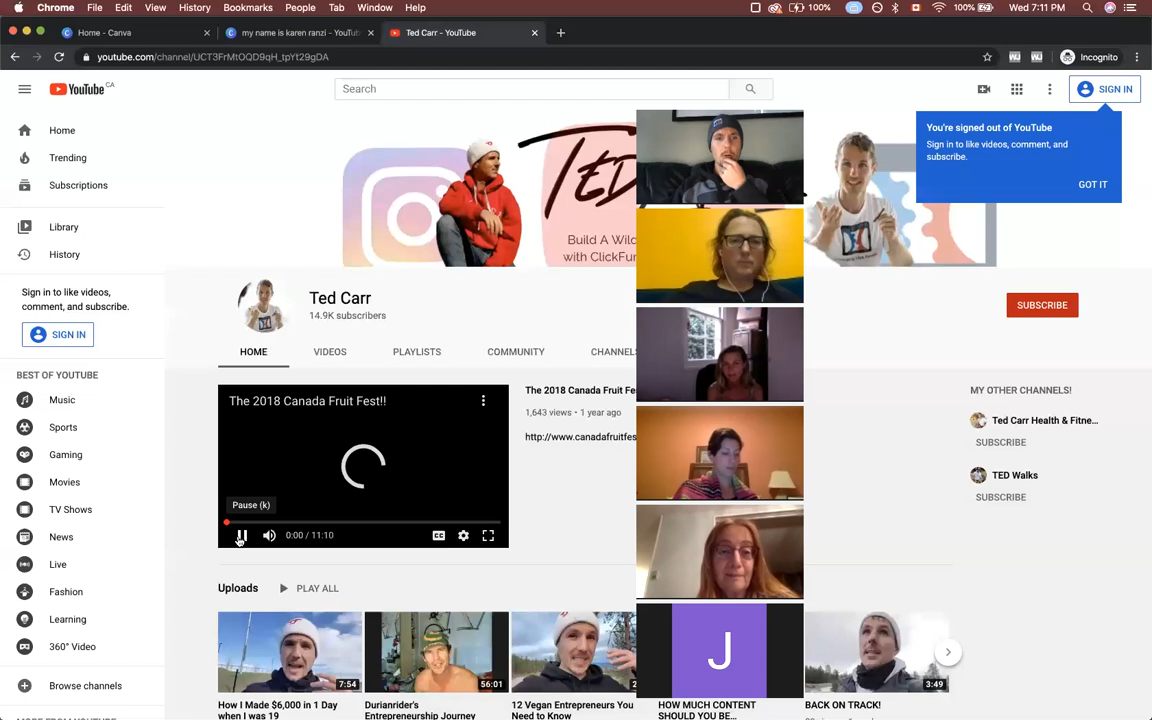 Chrome File Edit View History Bookmarks People Tab Window Help
100% 100% Wed 7:11 PM
Home - Canva
my name is karen ranzi - YouTub
Ted Carr - YouTube
youtube.com/channel/UCT3FrMtOQD9qH_tpYt29gDA
Incognito
YouTube CA
Search
SIGN IN
You're signed out of YouTube
Sign in to like videos, comment, and
subscribe.
GOT IT
Home
Trending
Subscriptions
Library
History
Sign in to like videos,
comment, and subscribe.
SIGN IN
BEST OF YOUTUBE
Music
Sports
Gaming
Movies
TV Shows
News
Live
Fashion
Learning
360° Video
Browse channels
TED
Build A Wild
with ClickFun
Ted Carr
14.9K subscribers
SUBSCRIBE
HOME VIDEOS PLAYLISTS COMMUNITY CHANNELS
The 2018 Canada Fruit Fest!!
Pause (k)
0:00 / 11:10
The 2018 Canada Fruit Fes
1,643 views • 1 year ago
http://www.canadafruitfes
MY OTHER CHANNELS!
Ted Carr Health & Fitne...
SUBSCRIBE
TED Walks
SUBSCRIBE
Uploads
PLAY ALL
7:54
56:01
2
3:49
J
How I Made $6,000 in 1 Day
when I was 19
Durianrider's
Entrepreneurship Journey
12 Vegan Entrepreneurs You
Need to Know
HOW MUCH CONTENT
SHOULD YOU BE...
BACK ON TRACK!